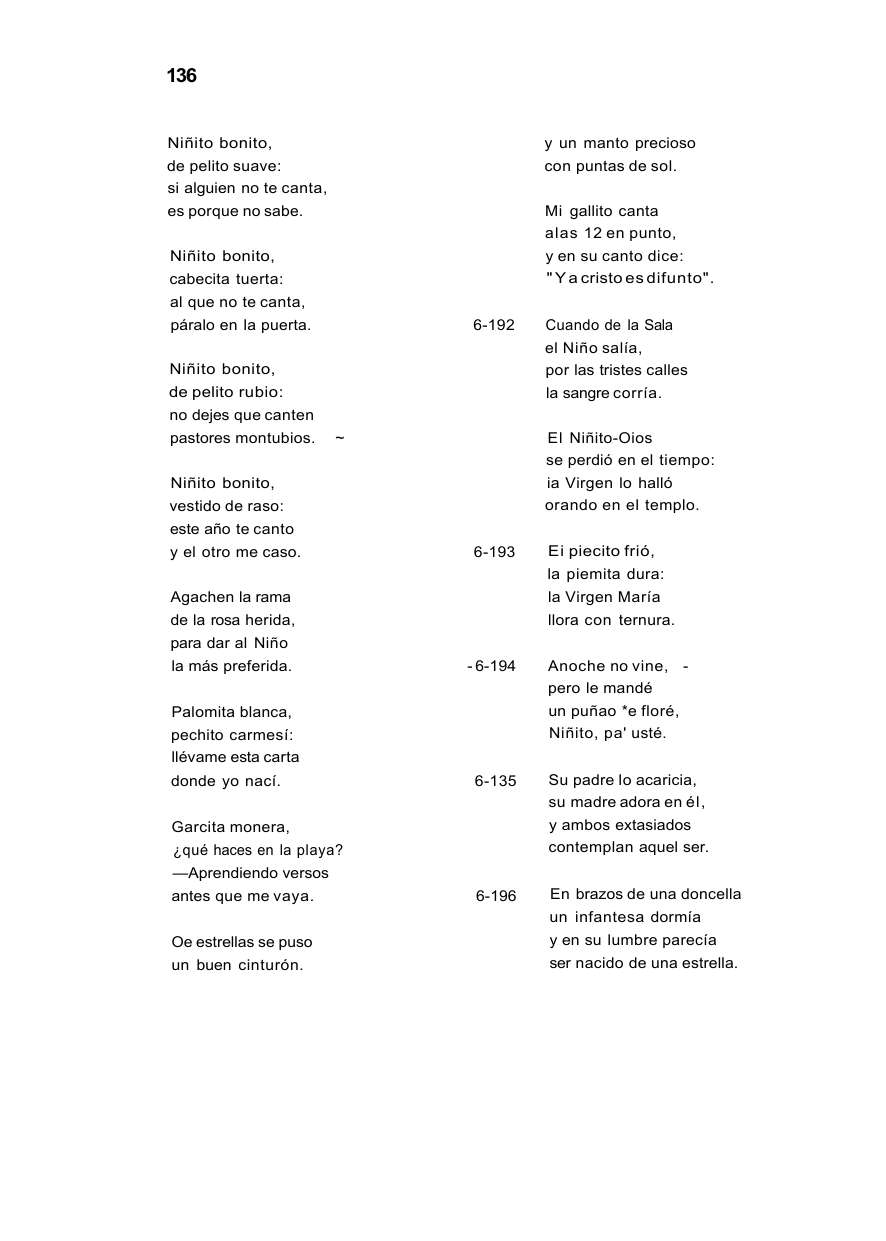 136
Niñito bonito,
de pelito suave:
si alguien no te canta,
es porque no sabe.
Niñito bonito,
cabecita tuerta:
al que no te canta,
páralo en la puerta.
Niñito bonito,
de pelito rubio:
no dejes que canten
pastores montubios. ~
Niñito bonito,
vestido de raso:
este año te canto
y el otro me caso.
Agachen la rama
de la rosa herida,
para dar al Niño
la más preferida.
Palomita blanca,
pechito carmesí:
llévame esta carta
donde yo nací.
Garcita monera,
¿qué haces en la playa?
—Aprendiendo versos
antes que me vaya.
Oe estrellas se puso
un buen cinturón.
y un manto precioso
con puntas de sol.
Mi gallito canta
alas 12 en punto,
y en su canto dice:
"Ya cristo es difunto".
6-192 Cuando de la Sala
el Niño salía,
por las tristes calles
la sangre corría.
El Niñito-Oios
se perdió en el tiempo:
ia Virgen lo halló
orando en el templo.
6-193 Ei piecito frió,
la piemita dura:
la Virgen María
llora con ternura.
- 6-194 Anoche no vine, -
pero le mandé
un puñao *e floré,
Niñito, pa' usté.
6-135 Su padre lo acaricia,
su madre adora en él,
y ambos extasiados
contemplan aquel ser.
6-196 En brazos de una doncella
un infantesa dormía
y en su lumbre parecía
ser nacido de una estrella.